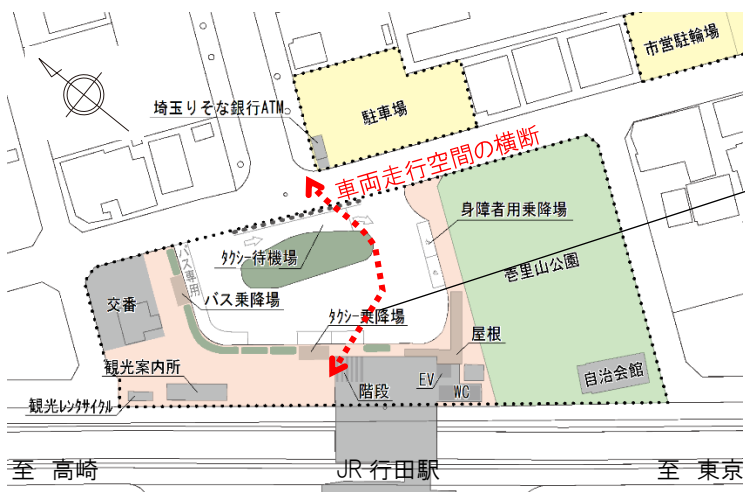 市営駐輪場
埼玉りそな銀行ATM
駐車場
車両走行空間の横断
身障者用乗降場
タクシー待機場
壱里山公園
バス専用
バス乗降場
交番
タクシー乗降場
屋根
観光案内所
階段
EV
WC
自治会館
観光レンタサイクル
至 高崎
JR 行田駅
至 東京